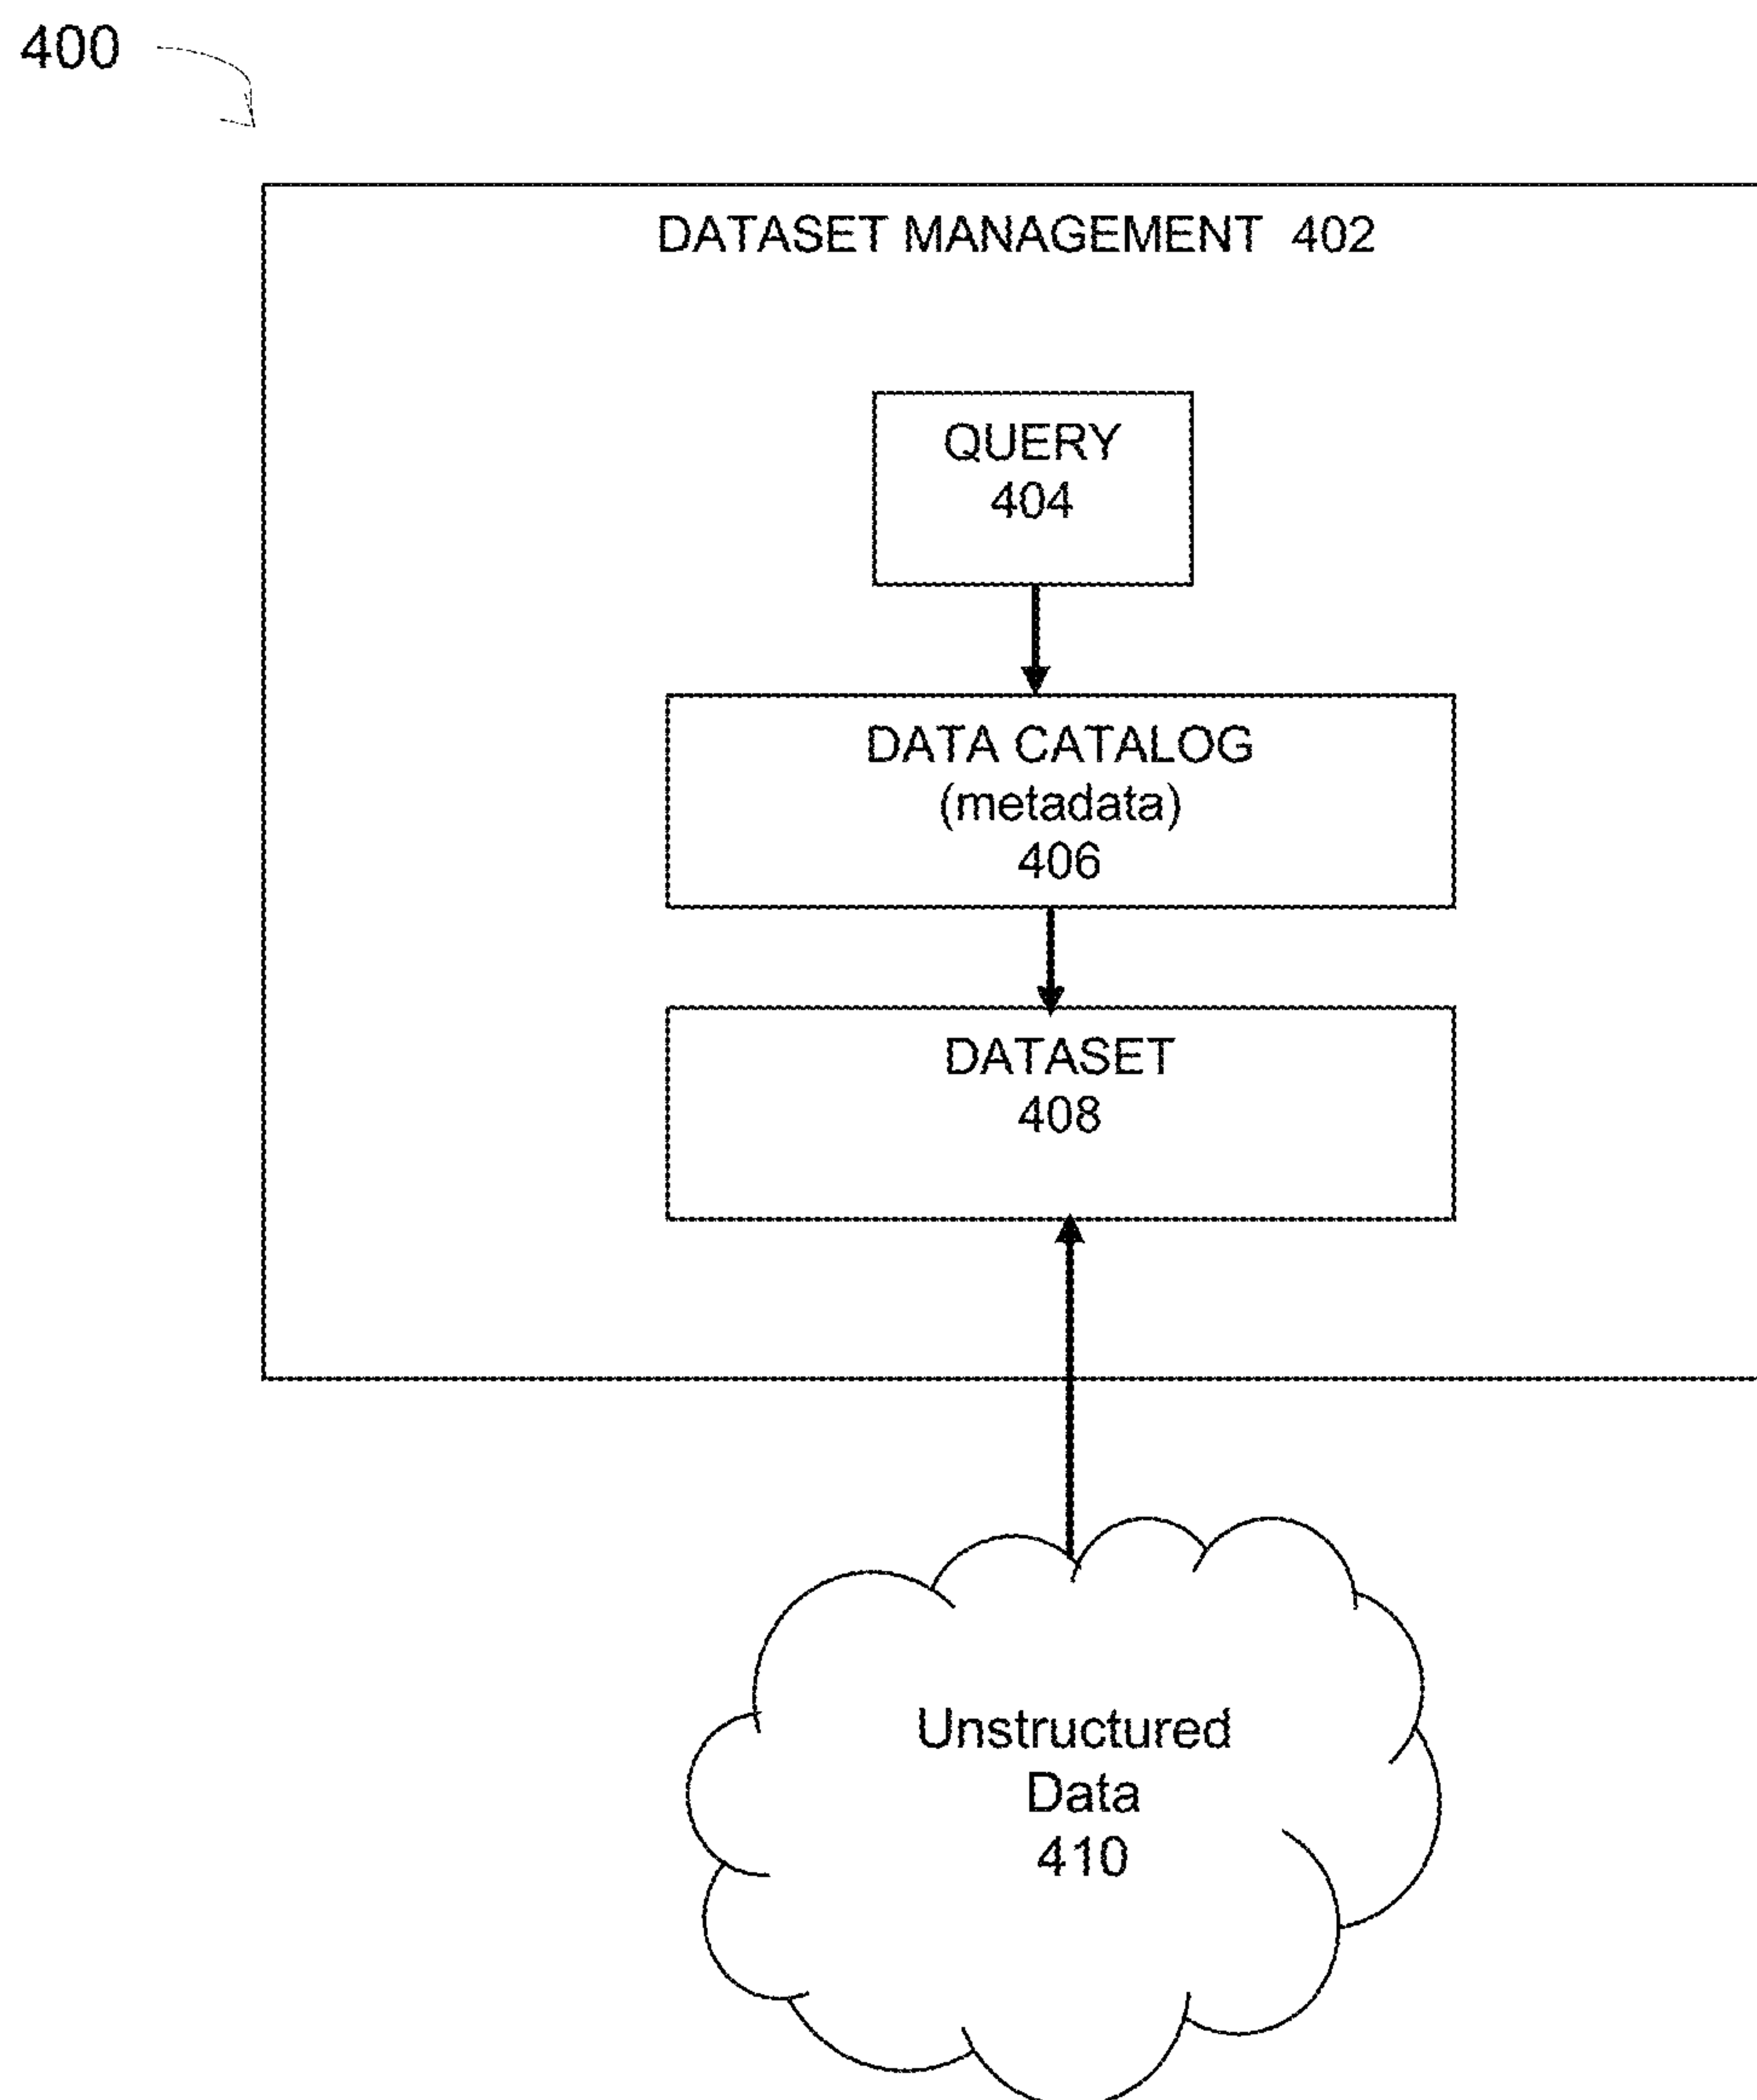 400
DATASET MANAGEMENT 402
QUERY
404
DATA CATALOG
(metadata)
406
DATASET
408
Unstructured
Data
410